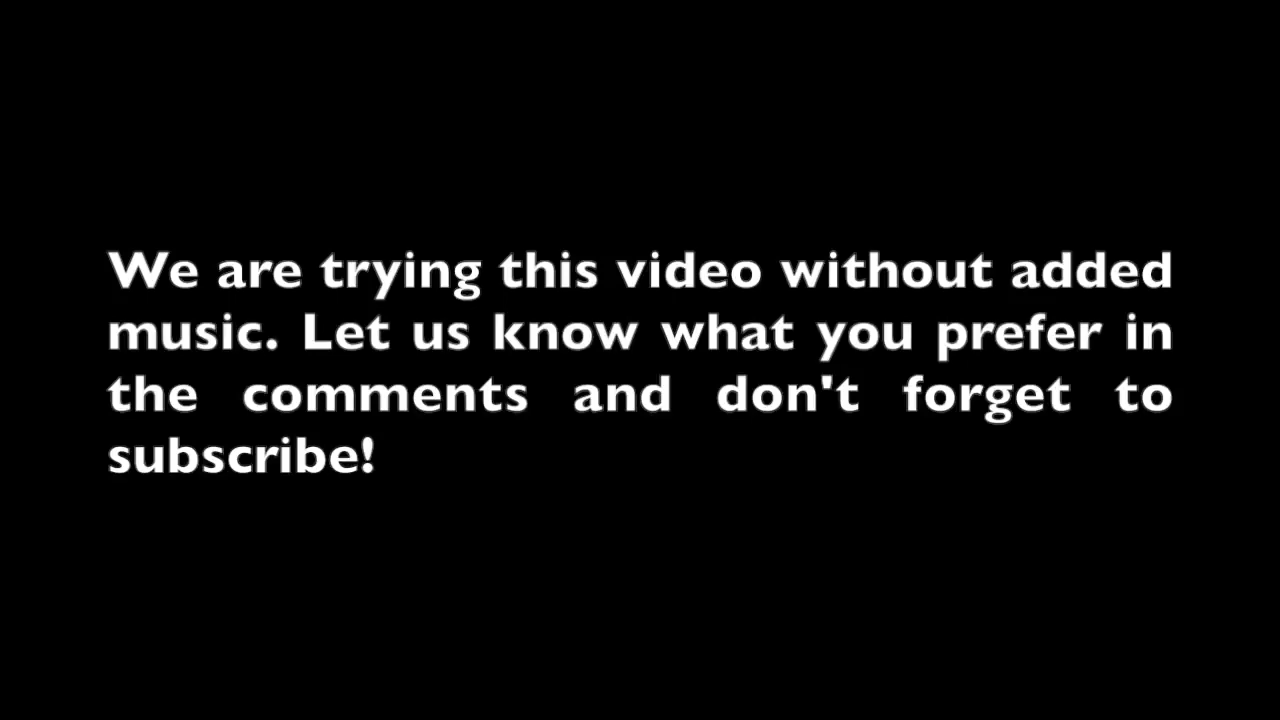 We are trying this video without added
music. Let us know what you prefer in
the comments and don't forget to
subscribe!